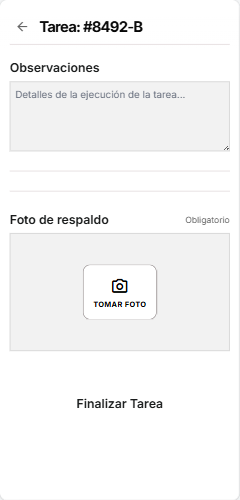 Tarea: #8492-B
Observaciones
Detalles de la ejecución de la tarea...
Foto de respaldo
Obligatorio
TOMAR FOTO
Finalizar Tarea